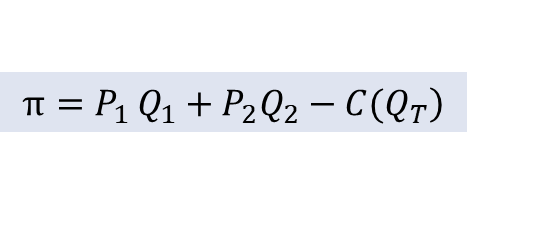 π = P₁ Q₁ + P₂Q₂ − C(Q_T)